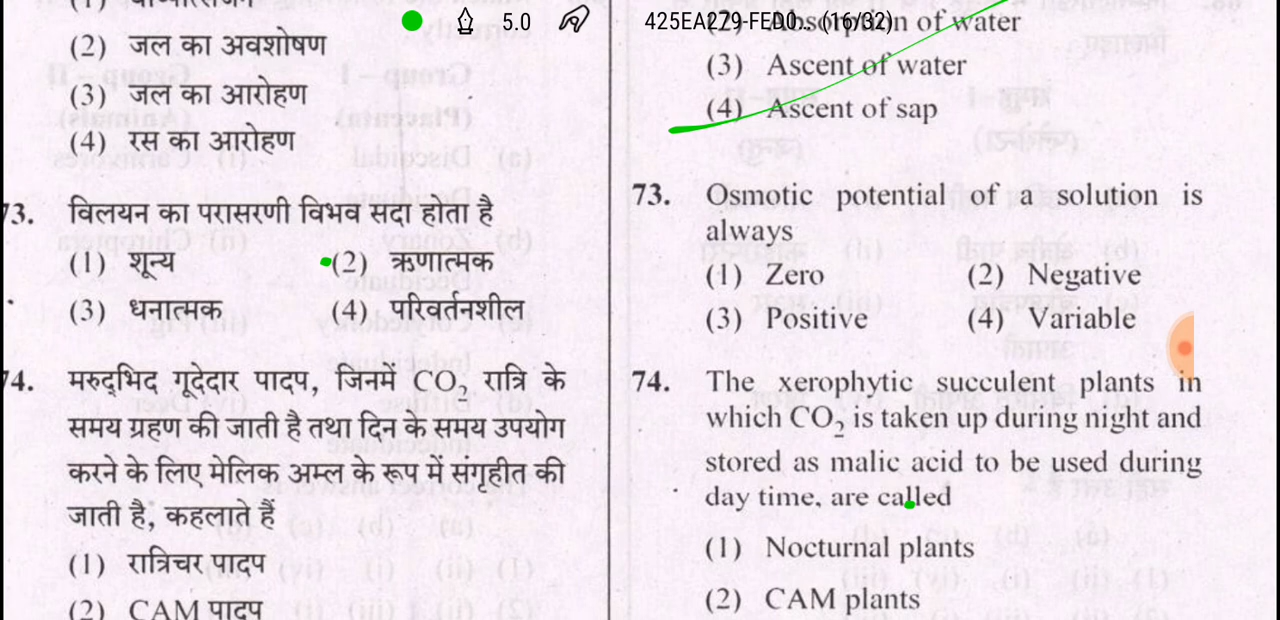 5.0
425EA279-FED0...(16/32)
(2) जल का अवशोषण
(3) जल का आरोहण
(4) रस का आरोहण
73. विलयन का परासरणी विभव सदा होता है
(1) शून्य (2) ऋणात्मक
(3) धनात्मक (4) परिवर्तनशील
74. मरुदभिद गूदेदार पादप, जिनमें CO2 रात्रि के
समय ग्रहण की जाती है तथा दिन के समय उपयोग
करने के लिए मेलिक अम्ल के रूप में संगृहीत की
जाती है, कहलाते हैं
(1) रात्रिचर पादप
(2) CAM पादप
(2) Absorption of water
(3) Ascent of water
(4) Ascent of sap
73. Osmotic potential of a solution is
always
(1) Zero (2) Negative
(3) Positive (4) Variable
74. The xerophytic succulent plants in
which CO2 is taken up during night and
stored as malic acid to be used during
day time, are called
(1) Nocturnal plants
(2) CAM plants